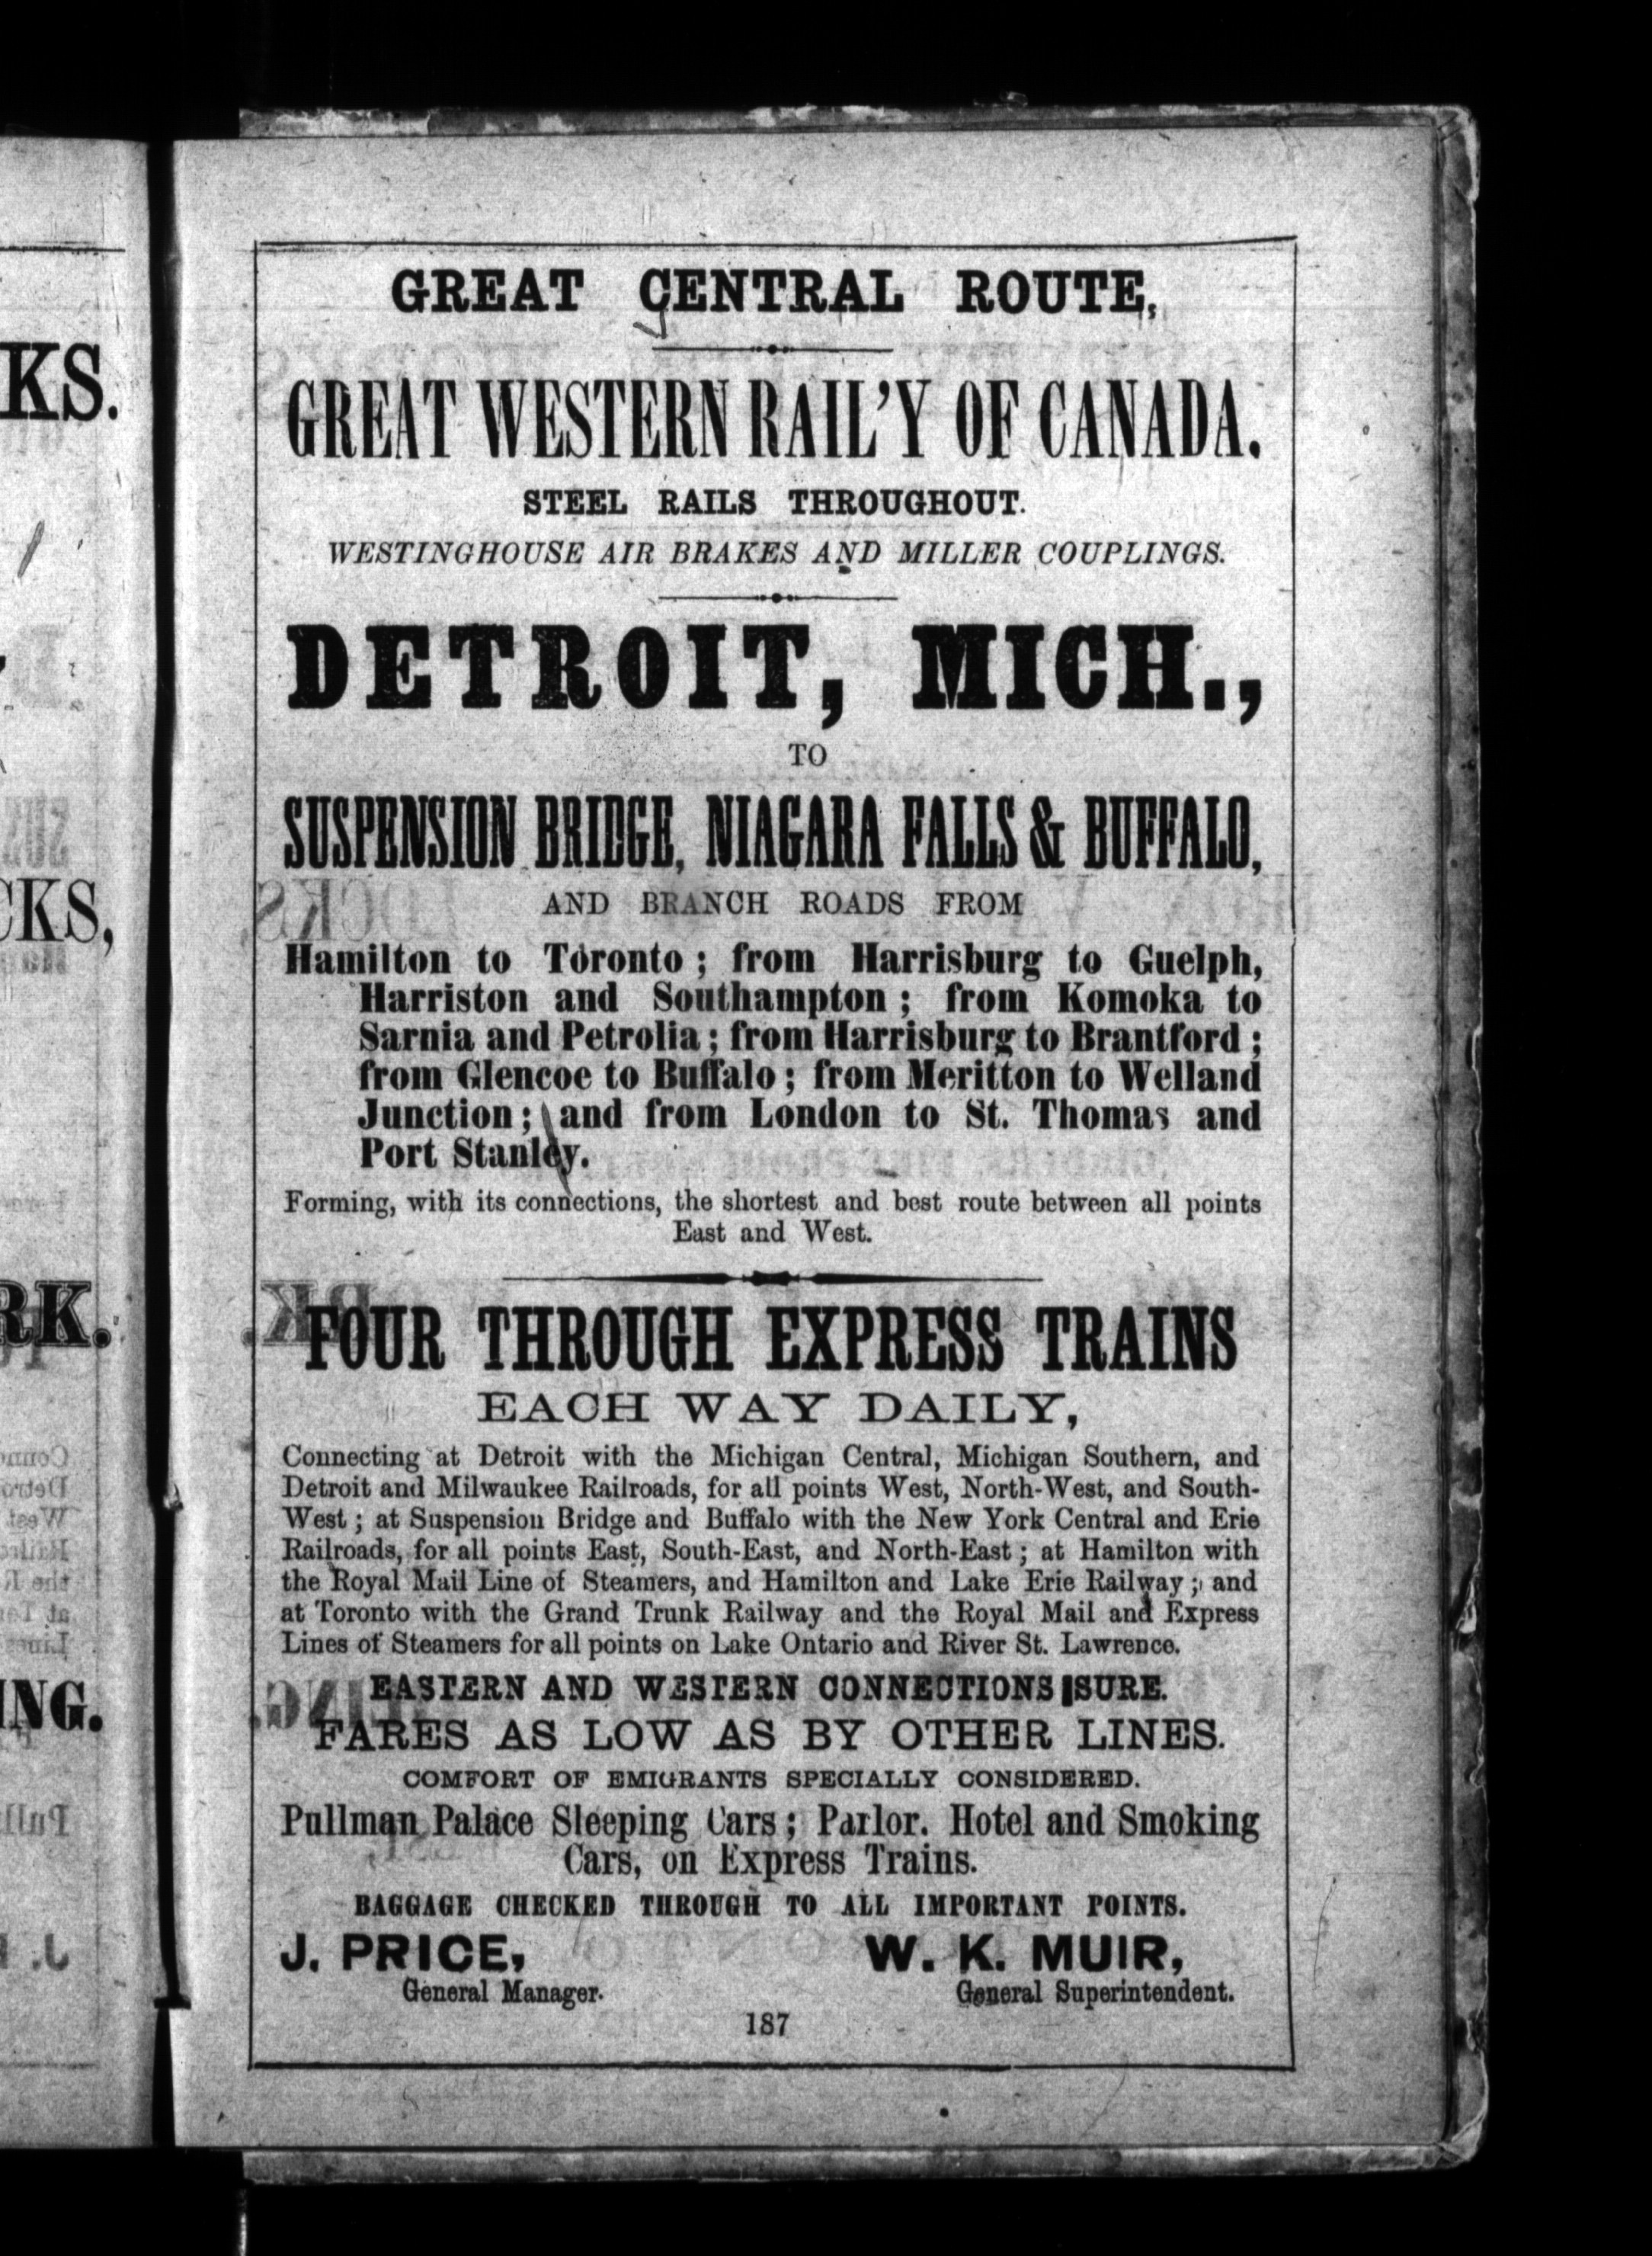 GREAT CENTRAL ROUTE,
GREAT WESTERN RAIL'Y OF CANADA.
STEEL RAILS THROUGHOUT.
WESTINGHOUSE AIR BRAKES AND MILLER COUPLINGS.
DETROIT, MICH.,
TO
SUSPENSION BRIDGE, NIAGARA FALLS & BUFFALO,
AND BRANCH ROADS FROM
Hamilton to Toronto ; from Harrisburg to Guelph,
Harriston and Southampton ; from Komoka to
Sarnia and Petrolia ; from Harrisburg to Brantford ;
from Glencoe to Buffalo ; from Meritton to Welland
Junction ; and from London to St. Thomas and
Port Stanley.
Forming, with its connections, the shortest and best route between all points
East and West.
FOUR THROUGH EXPRESS TRAINS
EACH WAY DAILY,
Connecting at Detroit with the Michigan Central, Michigan Southern, and
Detroit and Milwaukee Railroads, for all points West, North-West, and South-
West ; at Suspension Bridge and Buffalo with the New York Central and Erie
Railroads, for all points East, South-East, and North-East ; at Hamilton with
the Royal Mail Line of Steamers, and Hamilton and Lake Erie Railway ; and
at Toronto with the Grand Trunk Railway and the Royal Mail and Express
Lines of Steamers for all points on Lake Ontario and River St. Lawrence.
EASTERN AND WESTERN CONNECTIONS SURE.
FARES AS LOW AS BY OTHER LINES.
COMFORT OF EMIGRANTS SPECIALLY CONSIDERED.
Pullman Palace Sleeping Cars ; Parlor. Hotel and Smoking
Cars, on Express Trains.
BAGGAGE CHECKED THROUGH TO ALL IMPORTANT POINTS.
J. PRICE,
General Manager.
W. K. MUIR,
General Superintendent.
187